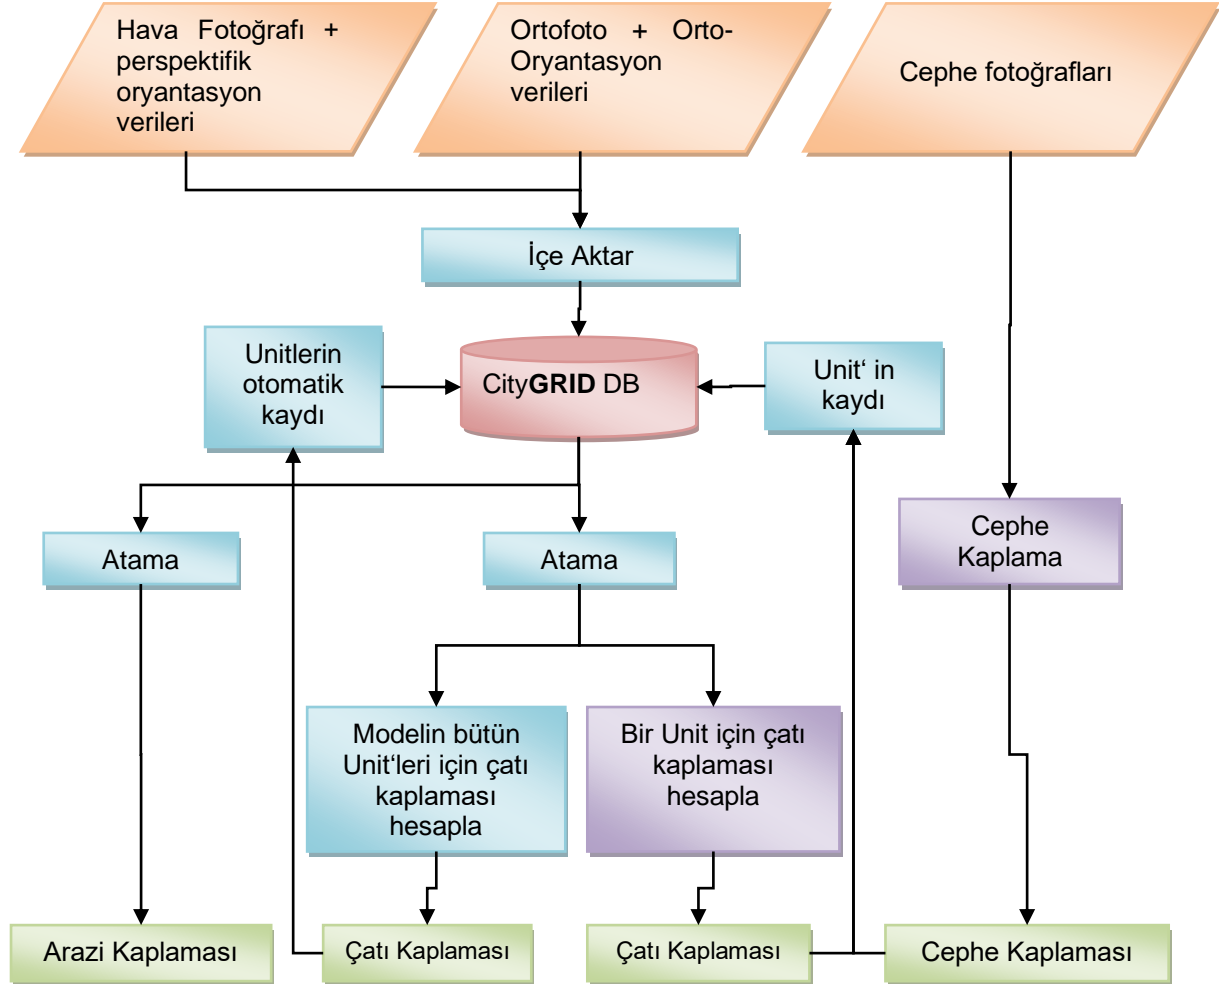 Hava Fotoğrafı +
perspektifik
oryantasyon
verileri
Ortofoto + Orto-
Oryantasyon
verileri
Cephe fotoğrafları
İçe Aktar
Unitlerin
otomatik
kaydı
CityGRID DB
Unit‘ in
kaydı
Atama
Atama
Cephe
Kaplama
Modelin bütün
Unit‘leri için çatı
kaplaması
hesapla
Bir Unit için çatı
kaplaması
hesapla
Arazi Kaplaması
Çatı Kaplaması
Çatı Kaplaması
Cephe Kaplaması